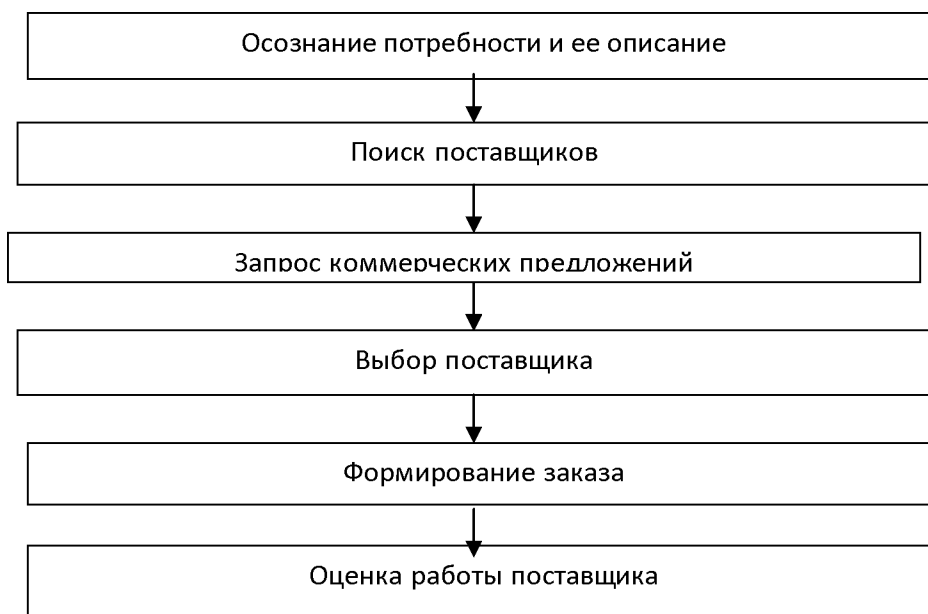 Осознание потребности и ее описание
Поиск поставщиков
Запрос коммерческих предложений
Выбор поставщика
Формирование заказа
Оценка работы поставщика